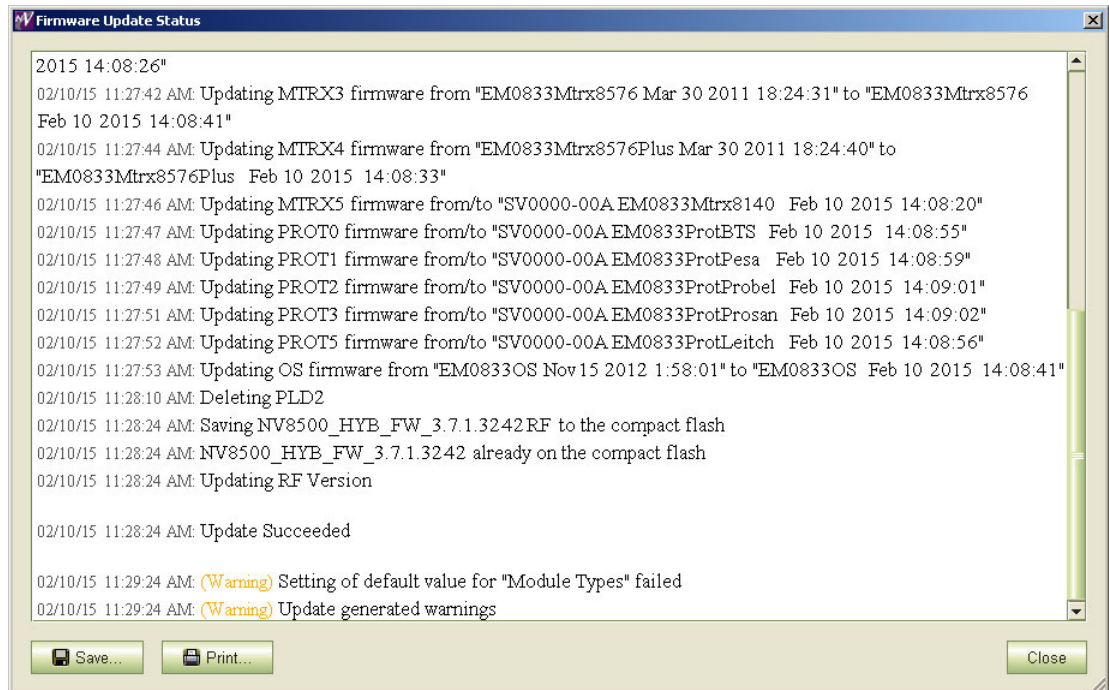 Firmware Update Status
2015 14:08:26"
02/10/15 11:27:42 AM: Updating MTRX3 firmware from "EM0833Mtrx8576 Mar 30 2011 18:24:31" to "EM0833Mtrx8576
Feb 10 2015 14:08:41"
02/10/15 11:27:44 AM: Updating MTRX4 firmware from "EM0833Mtrx8576Plus Mar 30 2011 18:24:40" to
"EM0833Mtrx8576Plus Feb 10 2015 14:08:33"
02/10/15 11:27:46 AM: Updating MTRX5 firmware from/to "SV0000-00A EM0833Mtrx8140 Feb 10 2015 14:08:20"
02/10/15 11:27:47 AM: Updating PROT0 firmware from/to "SV0000-00A EM0833ProtBTS Feb 10 2015 14:08:55"
02/10/15 11:27:48 AM: Updating PROT1 firmware from/to "SV0000-00A EM0833ProtPesa Feb 10 2015 14:08:59"
02/10/15 11:27:49 AM: Updating PROT2 firmware from/to "SV0000-00A EM0833ProtProbel Feb 10 2015 14:09:01"
02/10/15 11:27:51 AM: Updating PROT3 firmware from/to "SV0000-00A EM0833ProtProsan Feb 10 2015 14:09:02"
02/10/15 11:27:52 AM: Updating PROT5 firmware from/to "SV0000-00A EM0833ProtLeitch Feb 10 2015 14:08:56"
02/10/15 11:27:53 AM: Updating OS firmware from "EM0833OS Nov 15 2012 1:58:01" to "EM0833OS Feb 10 2015 14:08:41"
02/10/15 11:28:10 AM: Deleting PLD2
02/10/15 11:28:24 AM: Saving NV8500_HYB_FW_3.7.1.3242 RF to the compact flash
02/10/15 11:28:24 AM: NV8500_HYB_FW_3.7.1.3242 already on the compact flash
02/10/15 11:28:24 AM: Updating RF Version
02/10/15 11:28:24 AM: Update Succeeded
02/10/15 11:29:24 AM: (Warning) Setting of default value for "Module Types" failed
02/10/15 11:29:24 AM: (Warning) Update generated warnings
Save... Print... Close